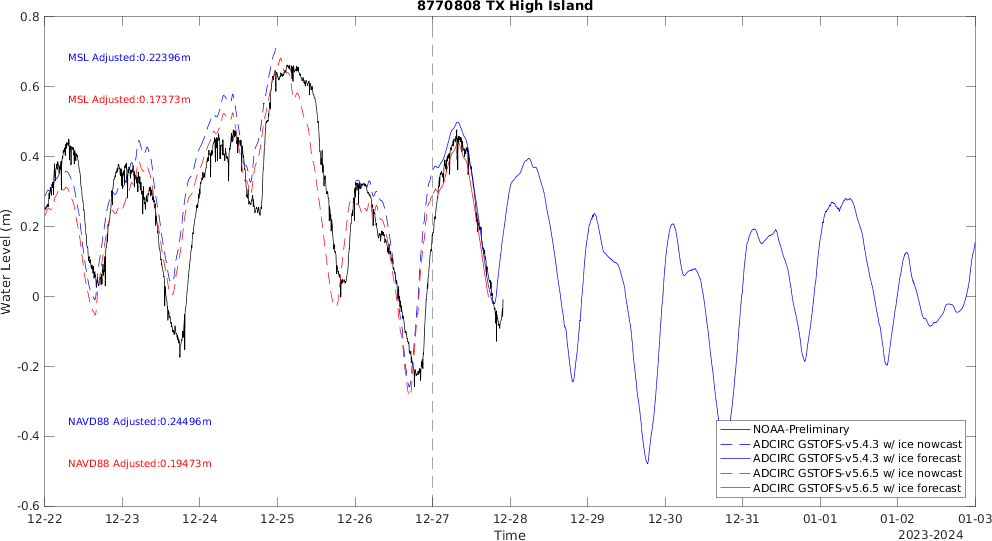 8770808 TX High Island
0.8
0.6
0.4
0.2
0
-0.2
-0.4
-0.6
Water Level (m)
MSL Adjusted:0.22396m
MSL Adjusted:0.17373m
NAVD88 Adjusted:0.24496m
NAVD88 Adjusted:0.19473m
NOAA-Preliminary
ADCIRC GSTOFS-v5.4.3 w/ ice nowcast
ADCIRC GSTOFS-v5.4.3 w/ ice forecast
ADCIRC GSTOFS-v5.6.5 w/ ice nowcast
ADCIRC GSTOFS-v5.6.5 w/ ice forecast
12-22 12-23 12-24 12-25 12-26 12-27 12-28 12-29 12-30 12-31 01-01 01-02 01-03
Time
2023-2024